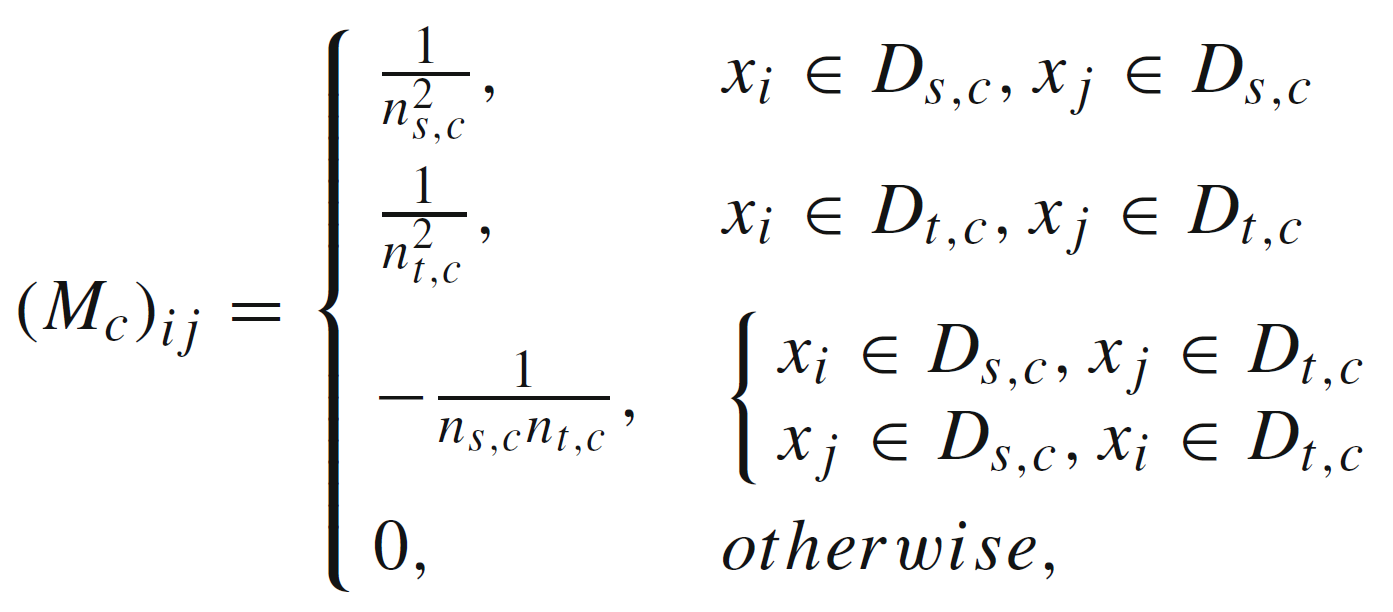 (M_c)_{ij} = \begin{cases} \frac{1}{n_{s,c}^2}, & x_i \in D_{s,c}, x_j \in D_{s,c} \\
\frac{1}{n_{t,c}^2}, & x_i \in D_{t,c}, x_j \in D_{t,c} \\
-\frac{1}{n_{s,c} n_{t,c}}, & \begin{cases} x_i \in D_{s,c}, x_j \in D_{t,c} \\
x_j \in D_{s,c}, x_i \in D_{t,c} \end{cases} \\
0, & otherwise, \end{cases}